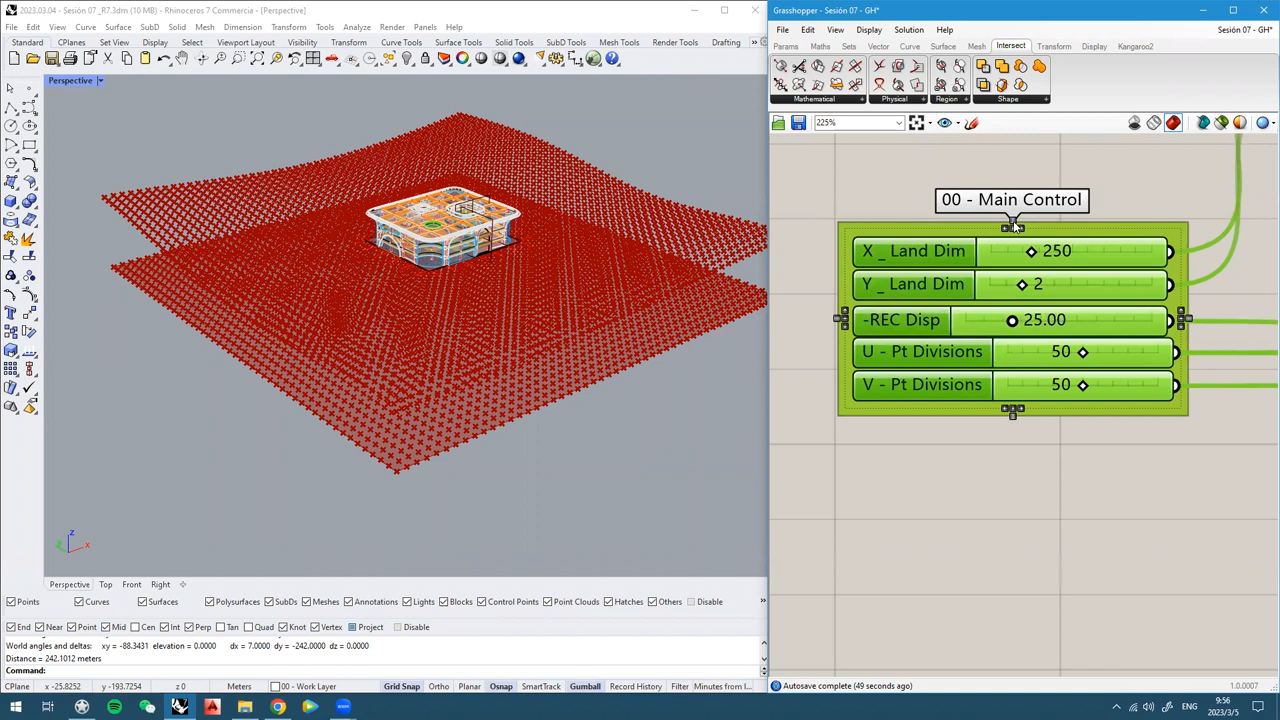 2023.03.04 - Sesión 07 _R7.3dm (10 MB) - Rhinoceros 7 Commercia - [Perspective]
File Edit View Curve Surface SubD Solid Mesh Dimension Transform Tools Analyze Render Panels Help
Standard CPlanes Set View Display Select Viewport Layout Visibility Transform Curve Tools Surface Tools Solid Tools SubD Tools Mesh Tools Render Tools Drafting
Perspective
z
x
Perspective Top Front Right
Points Curves Surfaces Polysurfaces SubDs Meshes Annotations Lights Blocks Control Points Point Clouds Hatches Others Disable
End Near Point Mid Cen Int Perp Tan Quad Knot Vertex Project Disable
World angles and deltas: xy = -88.3431 elevation = 0.0000 dx = 7.0000 dy = -242.0000 dz = 0.0000
Distance = 242.1012 meters
Command:
CPlane x -25.8252 y -193.7254 z 0 Meters 00 - Work Layer Grid Snap Ortho Planar Osnap SmartTrack Gumball Record History Filter Minutes from l...
Grasshopper - Sesión 07 - GH*
File Edit View Display Solution Help Sesión 07 - GH*
Params Maths Sets Vector Curve Surface Mesh Intersect Transform Display Kangaroo2
Mathematical Physical Region Shape
225%
00 - Main Control
X _ Land Dim 250
Y _ Land Dim 2
-REC Disp 25.00
U - Pt Divisions 50
V - Pt Divisions 50
Autosave complete (49 seconds ago) 1.0.0007
ENG
9:56
2023/3/5